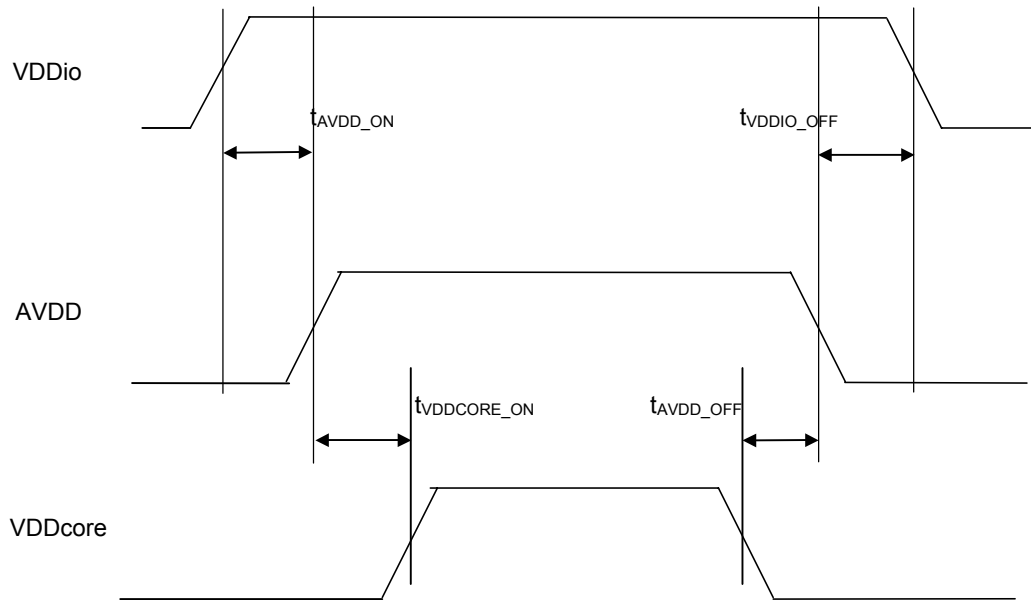 VDDio
tAVDD_ON
tVDDIO_OFF
AVDD
tVDDCORE_ON
tAVDD_OFF
VDDcore